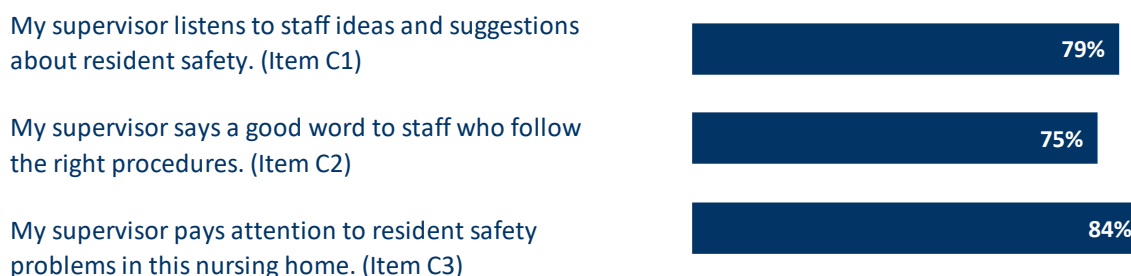 My supervisor listens to staff ideas and suggestions
about resident safety. (Item C1)
79%
My supervisor says a good word to staff who follow
the right procedures. (Item C2)
75%
My supervisor pays attention to resident safety
problems in this nursing home. (Item C3)
84%